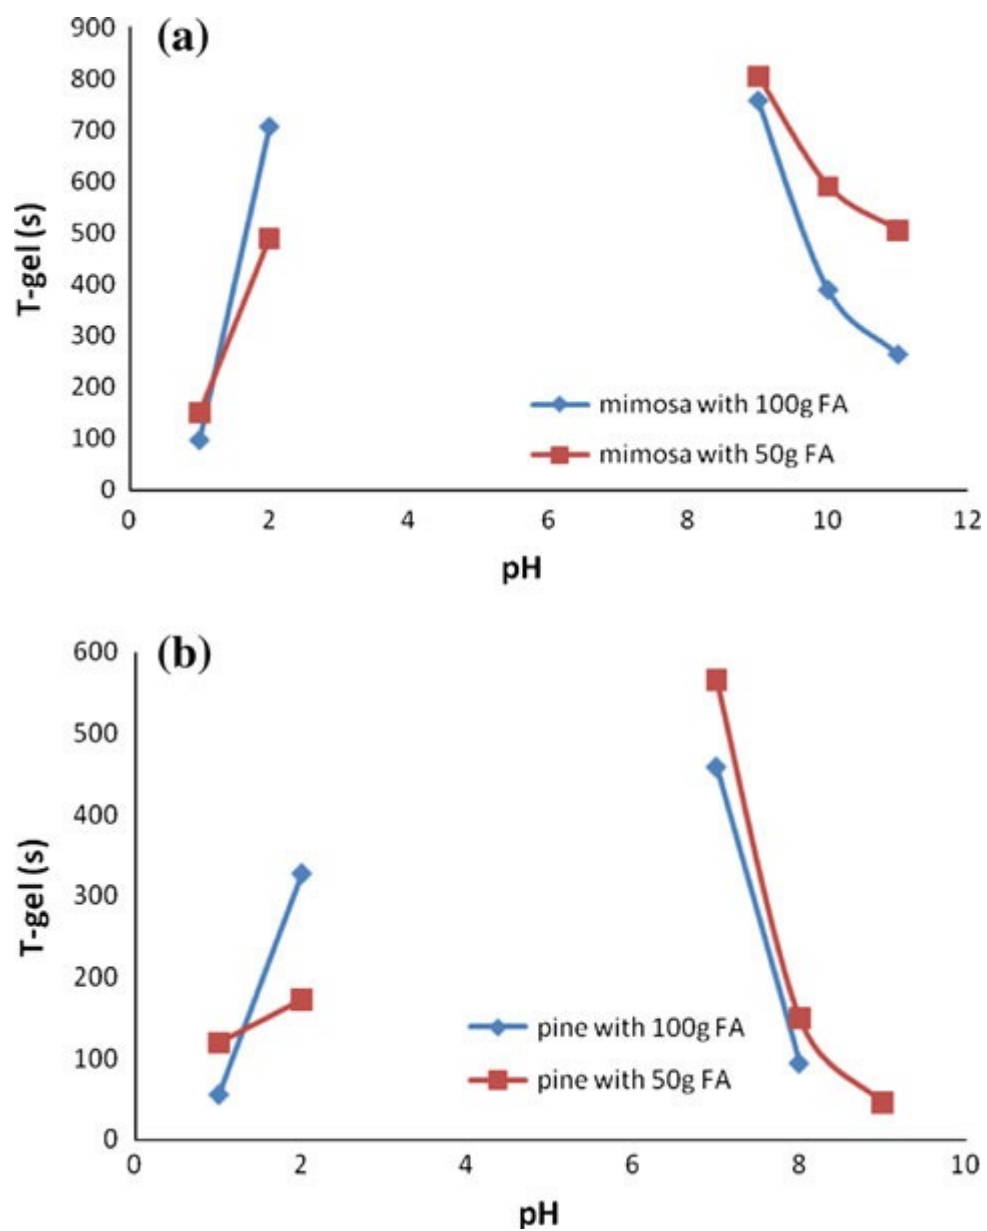 (a)
900
800
700
600
500
400
300
200
100
0
T-gel (s)
mimosa with 100g FA
mimosa with 50g FA
0 2 4 6 8 10 12
pH
(b)
600
500
400
300
200
100
0
T-gel (s)
pine with 100g FA
pine with 50g FA
0 2 4 6 8 10
pH